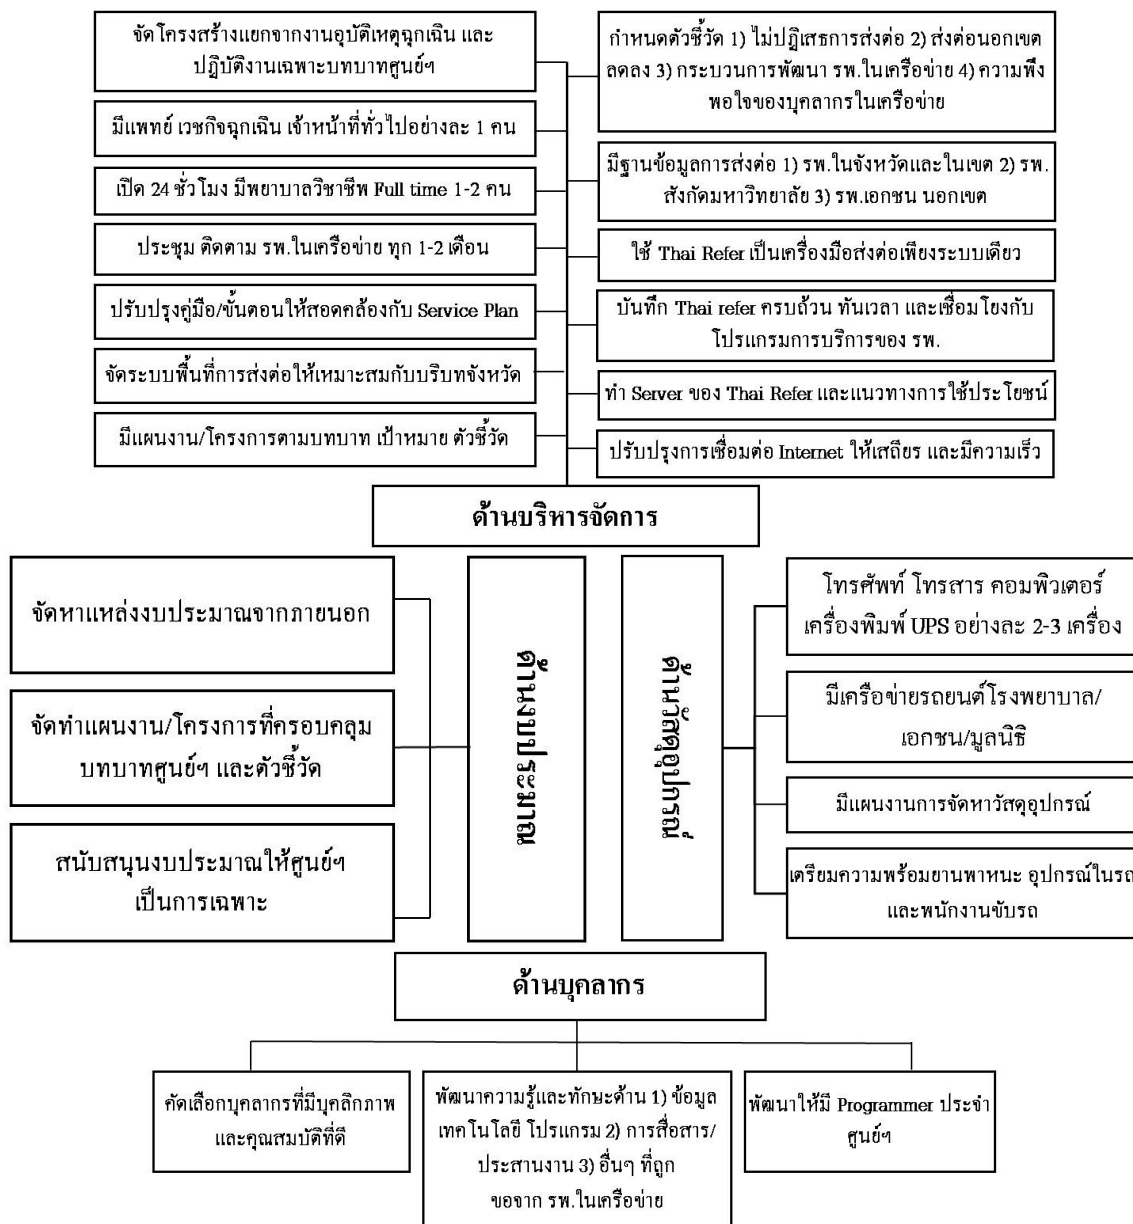 จัดโครงสร้างแยกจากงานอุบัติเหตุฉุกเฉิน และ
ปฏิบัติงานเฉพาะบทบาทศูนย์ฯ
มีแพทย์ เวชกิจฉุกเฉิน เจ้าหน้าที่ทั่วไปอย่างละ 1 คน
เปิด 24 ชั่วโมง มีพยาบาลวิชาชีพ Full time 1-2 คน
ประชุม ติดตาม รพ.ในเครือข่าย ทุก 1-2 เดือน
ปรับปรุงคู่มือ/ขั้นตอนให้สอดคล้องกับ Service Plan
จัดระบบพื้นที่การส่งต่อให้เหมาะสมกับบริบทจังหวัด
มีแผนงาน/โครงการตามบทบาท เป้าหมาย ตัวชี้วัด
กำหนดตัวชี้วัด 1) ไม่ปฏิเสธการส่งต่อ 2) ส่งต่อนอกเขต
ลดลง 3) กระบวนการพัฒนา รพ.ในเครือข่าย 4) ความพึง
พอใจของบุคลากรในเครือข่าย
มีฐานข้อมูลการส่งต่อ 1) รพ.ในจังหวัดและในเขต 2) รพ.
สังกัดมหาวิทยาลัย 3) รพ.เอกชน นอกเขต
ใช้ Thai Refer เป็นเครื่องมือส่งต่อเพียงระบบเดียว
บันทึก Thai refer ครบถ้วน ทันเวลา และเชื่อมโยงกับ
โปรแกรมการบริการของ รพ.
ทำ Server ของ Thai Refer และแนวทางการใช้ประโยชน์
ปรับปรุงการเชื่อมต่อ Internet ให้เสถียร และมีความเร็ว
ด้านบริหารจัดการ
จัดหาแหล่งงบประมาณจากภายนอก
จัดทำแผนงาน/โครงการที่ครอบคลุม
บทบาทศูนย์ฯ และตัวชี้วัด
สนับสนุนงบประมาณให้ศูนย์ฯ
เป็นการเฉพาะ
ด้านงบประมาณ
ด้านวัสดุอุปกรณ์
โทรศัพท์ โทรสาร คอมพิวเตอร์
เครื่องพิมพ์ UPS อย่างละ 2-3 เครื่อง
มีเครือข่ายรถยนต์โรงพยาบาล/
เอกชน/มูลนิธิ
มีแผนงานการจัดหาวัสดุอุปกรณ์
เตรียมความพร้อมยานพาหนะ อุปกรณ์ในรถ
และพนักงานขับรถ
ด้านบุคลากร
คัดเลือกบุคลากรที่มีบุคลิกภาพ
และคุณสมบัติที่ดี
พัฒนาความรู้และทักษะด้าน 1) ข้อมูล
เทคโนโลยี โปรแกรม 2) การสื่อสาร/
ประสานงาน 3) อื่นๆ ที่ถูก
ขอจาก รพ.ในเครือข่าย
พัฒนาให้มี Programmer ประจำ
ศูนย์ฯ